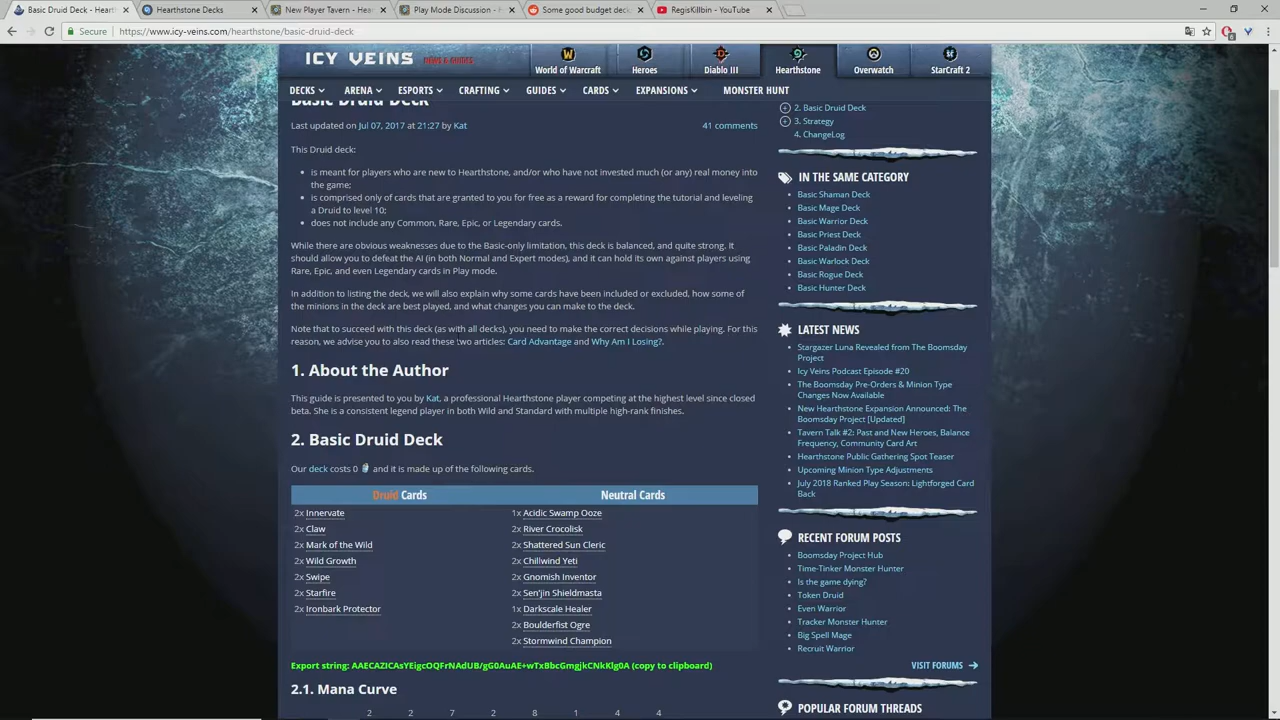 Basic Druid Deck - Hearths
Hearthstone Decks
New Player Tavern - Hear
Play Mode Discussion - P
Some good budget dec
RegisKillbin - YouTube
Secure
https://www.icy-veins.com/hearthstone/basic-druid-deck
ICY VEINS NEWS & GUIDES
World of Warcraft
Heroes
Diablo III
Hearthstone
Overwatch
StarCraft 2
DECKS
ARENA
ESPORTS
CRAFTING
GUIDES
CARDS
EXPANSIONS
MONSTER HUNT
Basic Druid Deck
Last updated on Jul 07, 2017 at 21:27 by Kat
41 comments
This Druid deck:
• is meant for players who are new to Hearthstone, and/or who have not invested much (or any) real money into
the game;
• is comprised only of cards that are granted to you for free as a reward for completing the tutorial and leveling
a Druid to level 10;
• does not include any Common, Rare, Epic, or Legendary cards.
While there are obvious weaknesses due to the Basic-only limitation, this deck is balanced, and quite strong. It
should allow you to defeat the AI (in both Normal and Expert modes), and it can hold its own against players using
Rare, Epic, and even Legendary cards in Play mode.
In addition to listing the deck, we will also explain why some cards have been included or excluded, how some of
the minions in the deck are best played, and what changes you can make to the deck.
Note that to succeed with this deck (as with all decks), you need to make the correct decisions while playing. For this
reason, we advise you to also read these two articles: Card Advantage and Why Am I Losing?.
1. About the Author
This guide is presented to you by Kat, a professional Hearthstone player competing at the highest level since closed
beta. She is a consistent legend player in both Wild and Standard with multiple high-rank finishes.
2. Basic Druid Deck
Our deck costs 0 and it is made up of the following cards.
Druid Cards
2x Innervate
2x Claw
2x Mark of the Wild
2x Wild Growth
2x Swipe
2x Starfire
2x Ironbark Protector
Neutral Cards
1x Acidic Swamp Ooze
2x River Crocolisk
2x Shattered Sun Cleric
2x Chillwind Yeti
2x Gnomish Inventor
2x Sen'jin Shieldmasta
1x Darkscale Healer
2x Boulderfist Ogre
2x Stormwind Champion
Export string: AAECAZICAsYEigcOQFrNAdUB/gG0AuAE+wTxBbcGmgjkCNkKlg0A (copy to clipboard)
2.1. Mana Curve
2 2 7 2 8 1 4 4
2. Basic Druid Deck
3. Strategy
4. ChangeLog
IN THE SAME CATEGORY
• Basic Shaman Deck
• Basic Mage Deck
• Basic Warrior Deck
• Basic Priest Deck
• Basic Paladin Deck
• Basic Warlock Deck
• Basic Rogue Deck
• Basic Hunter Deck
LATEST NEWS
• Stargazer Luna Revealed from The Boomsday
Project
• Icy Veins Podcast Episode #20
• The Boomsday Pre-Orders & Minion Type
Changes Now Available
• New Hearthstone Expansion Announced: The
Boomsday Project [Updated]
• Tavern Talk #2: Past and New Heroes, Balance
Frequency, Community Card Art
• Hearthstone Public Gathering Spot Teaser
• Upcoming Minion Type Adjustments
• July 2018 Ranked Play Season: Lightforged Card
Back
RECENT FORUM POSTS
• Boomsday Project Hub
• Time-Tinker Monster Hunter
• Is the game dying?
• Token Druid
• Even Warrior
• Tracker Monster Hunter
• Big Spell Mage
• Recruit Warrior
VISIT FORUMS
POPULAR FORUM THREADS